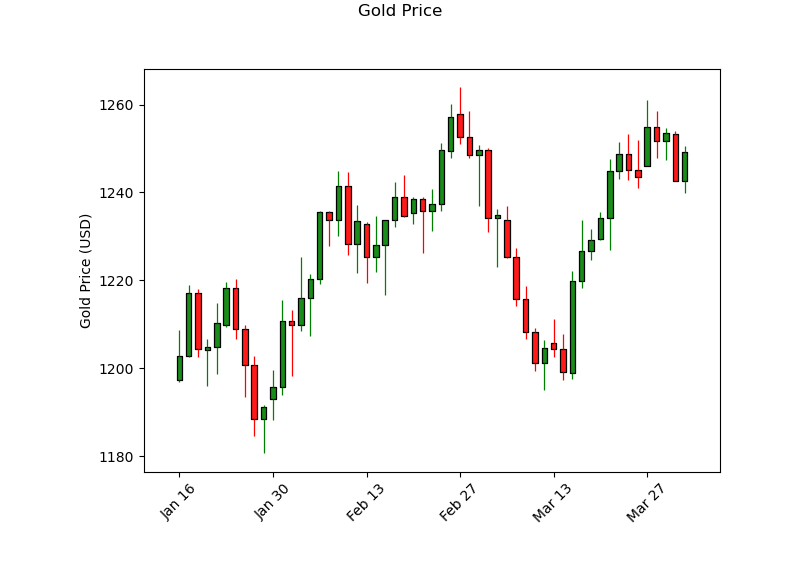 Gold Price
Gold Price (USD)
1260
1240
1220
1200
1180
Jan 16
Jan 30
Feb 13
Feb 27
Mar 13
Mar 27